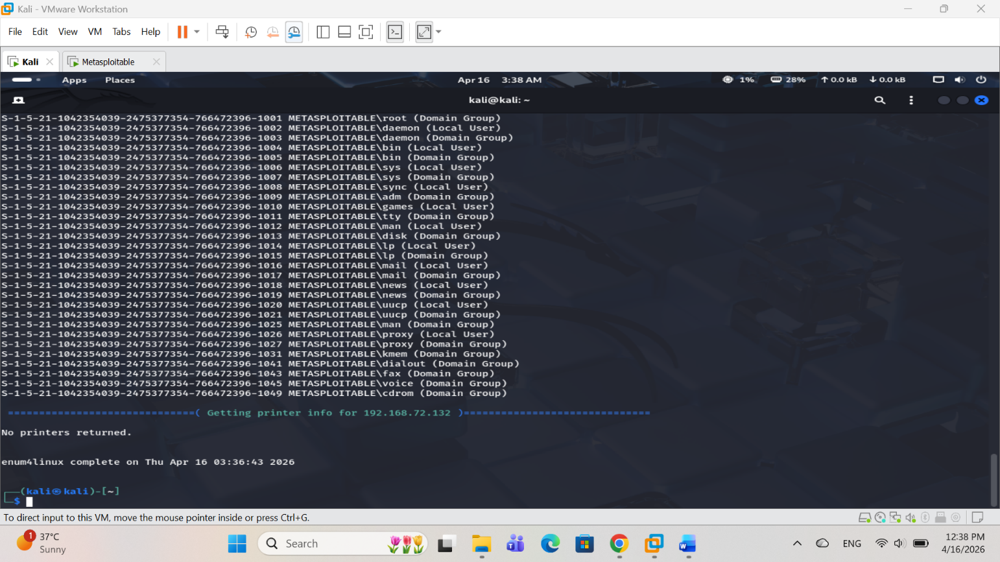 Kali - VMware Workstation
File Edit View VM Tabs Help
Kali Metasploitable
Apps Places Apr 16 3:38 AM 1% 28% 0.0 kB 0.0 kB
kali@kali: ~
S-1-5-21-1042354039-2475377354-766472396-1001 METASPLOITABLE\root (Domain Group)
S-1-5-21-1042354039-2475377354-766472396-1002 METASPLOITABLE\daemon (Local User)
S-1-5-21-1042354039-2475377354-766472396-1003 METASPLOITABLE\daemon (Domain Group)
S-1-5-21-1042354039-2475377354-766472396-1004 METASPLOITABLE\bin (Local User)
S-1-5-21-1042354039-2475377354-766472396-1005 METASPLOITABLE\bin (Domain Group)
S-1-5-21-1042354039-2475377354-766472396-1006 METASPLOITABLE\sys (Local User)
S-1-5-21-1042354039-2475377354-766472396-1007 METASPLOITABLE\sys (Domain Group)
S-1-5-21-1042354039-2475377354-766472396-1008 METASPLOITABLE\sync (Local User)
S-1-5-21-1042354039-2475377354-766472396-1009 METASPLOITABLE\adm (Domain Group)
S-1-5-21-1042354039-2475377354-766472396-1010 METASPLOITABLE\games (Local User)
S-1-5-21-1042354039-2475377354-766472396-1011 METASPLOITABLE\tty (Domain Group)
S-1-5-21-1042354039-2475377354-766472396-1012 METASPLOITABLE\man (Local User)
S-1-5-21-1042354039-2475377354-766472396-1013 METASPLOITABLE\disk (Domain Group)
S-1-5-21-1042354039-2475377354-766472396-1014 METASPLOITABLE\lp (Local User)
S-1-5-21-1042354039-2475377354-766472396-1015 METASPLOITABLE\lp (Domain Group)
S-1-5-21-1042354039-2475377354-766472396-1016 METASPLOITABLE\mail (Local User)
S-1-5-21-1042354039-2475377354-766472396-1017 METASPLOITABLE\mail (Domain Group)
S-1-5-21-1042354039-2475377354-766472396-1018 METASPLOITABLE\news (Local User)
S-1-5-21-1042354039-2475377354-766472396-1019 METASPLOITABLE\news (Domain Group)
S-1-5-21-1042354039-2475377354-766472396-1020 METASPLOITABLE\uucp (Local User)
S-1-5-21-1042354039-2475377354-766472396-1021 METASPLOITABLE\uucp (Domain Group)
S-1-5-21-1042354039-2475377354-766472396-1025 METASPLOITABLE\man (Domain Group)
S-1-5-21-1042354039-2475377354-766472396-1026 METASPLOITABLE\proxy (Local User)
S-1-5-21-1042354039-2475377354-766472396-1027 METASPLOITABLE\proxy (Domain Group)
S-1-5-21-1042354039-2475377354-766472396-1031 METASPLOITABLE\kmem (Domain Group)
S-1-5-21-1042354039-2475377354-766472396-1041 METASPLOITABLE\dialout (Domain Group)
S-1-5-21-1042354039-2475377354-766472396-1043 METASPLOITABLE\fax (Domain Group)
S-1-5-21-1042354039-2475377354-766472396-1045 METASPLOITABLE\voice (Domain Group)
S-1-5-21-1042354039-2475377354-766472396-1049 METASPLOITABLE\cdrom (Domain Group)
==============================( Getting printer info for 192.168.72.132 )==============================
No printers returned.
enum4linux complete on Thu Apr 16 03:36:43 2026
┌──(kali㉿kali)-[~]
└─$
To direct input to this VM, move the mouse pointer inside or press Ctrl+G.
1 37°C
Sunny
Search
ENG
12:38 PM
4/16/2026